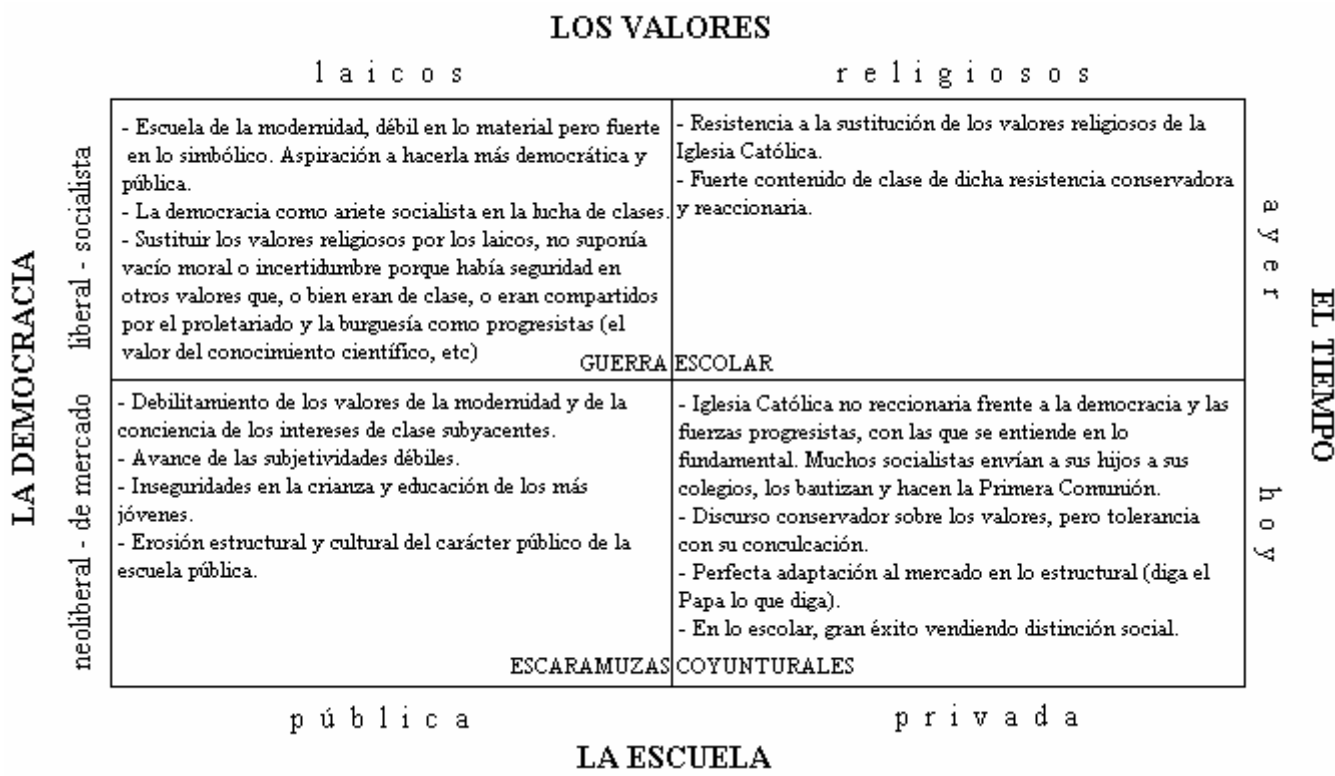 LOS VALORES
laicos
religiosos
LA DEMOCRACIA
liberal - socialista
- Escuela de la modernidad, débil en lo material pero fuerte
en lo simbólico. Aspiración a hacerla más democrática y
pública.
- La democracia como ariete socialista en la lucha de clases.
- Sustituir los valores religiosos por los laicos, no suponía
vacío moral o incertidumbre porque había seguridad en
otros valores que, o bien eran de clase, o eran compartidos
por el proletariado y la burguesía como progresistas (el
valor del conocimiento científico, etc)
- Resistencia a la sustitución de los valores religiosos de la
Iglesia Católica.
- Fuerte contenido de clase de dicha resistencia conservadora
y reaccionaria.
GUERRA ESCOLAR
ayer
EL TIEMPO
neoliberal - de mercado
- Debilitamiento de los valores de la modernidad y de la
conciencia de los intereses de clase subyacentes.
- Avance de las subjetividades débiles.
- Inseguridades en la crianza y educación de los más
jóvenes.
- Erosión estructural y cultural del carácter público de la
escuela pública.
- Iglesia Católica no reccionaria frente a la democracia y las
fuerzas progresistas, con las que se entiende en lo
fundamental. Muchos socialistas envían a sus hijos a sus
colegios, los bautizan y hacen la Primera Comunión.
- Discurso conservador sobre los valores, pero tolerancia
con su conculcación.
- Perfecta adaptación al mercado en lo estructural (diga el
Papa lo que diga).
- En lo escolar, gran éxito vendiendo distinción social.
ESCARAMUZAS COYUNTURALES
hoy
pública
privada
LA ESCUELA